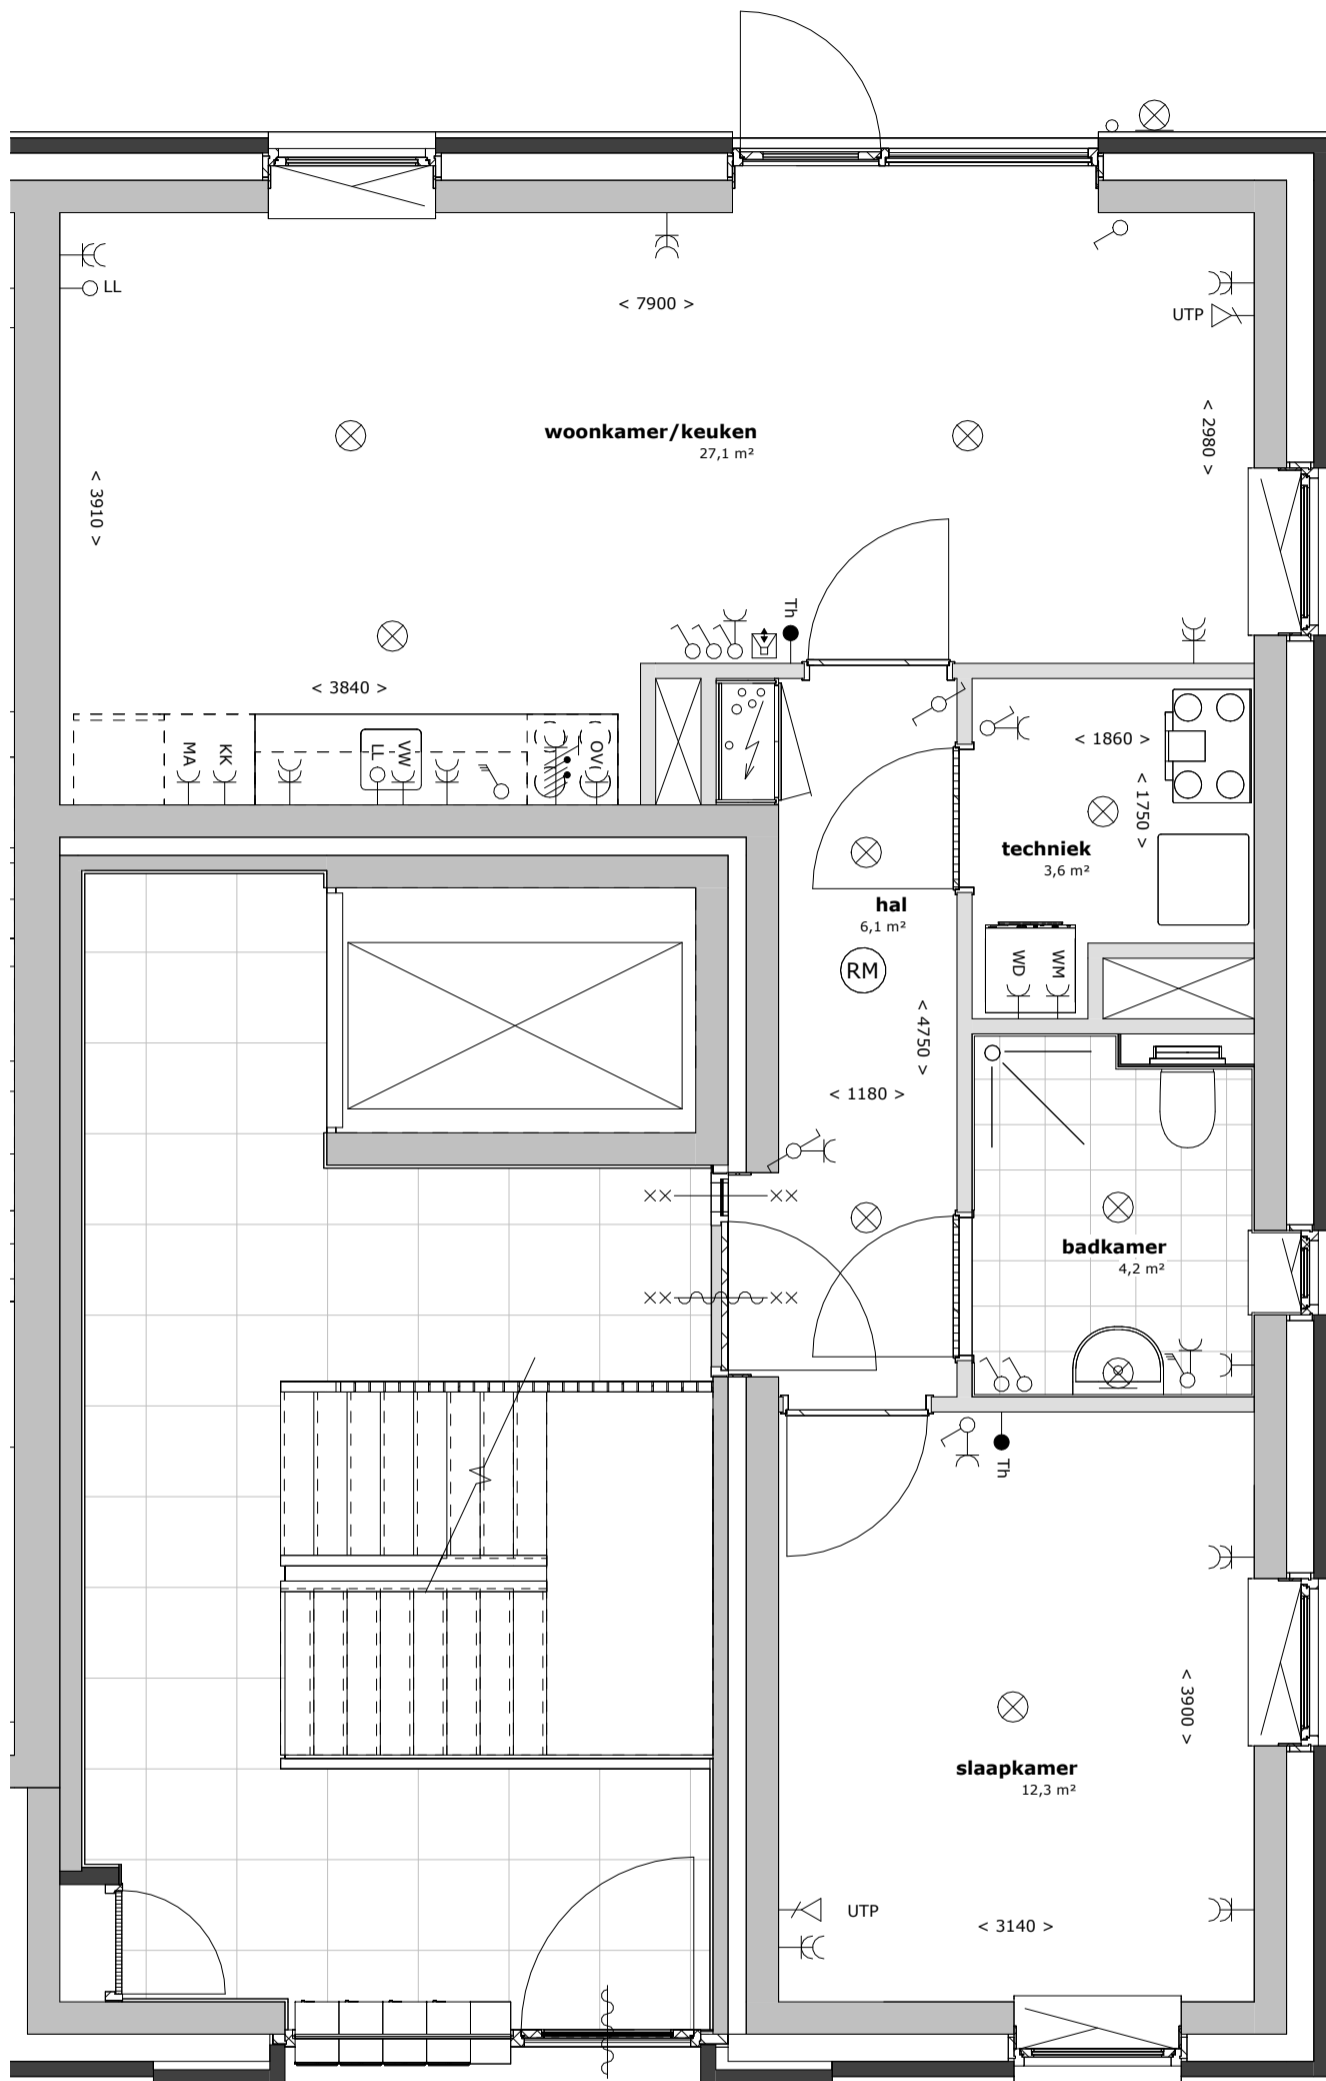 LL
< 7900 >
UTP
woonkamer/keuken
27,1 m²
< 2980 >
< 3910 >
Th
< 3840 >
MA
KK
LL
VW
OV
< 1860 >
< 1750 >
techniek
3,6 m²
hal
6,1 m²
RM
WD
WM
< 4750 >
< 1180 >
×× ××
badkamer
4,2 m²
×× ××
Th
< 3900 >
slaapkamer
12,3 m²
UTP
< 3140 >